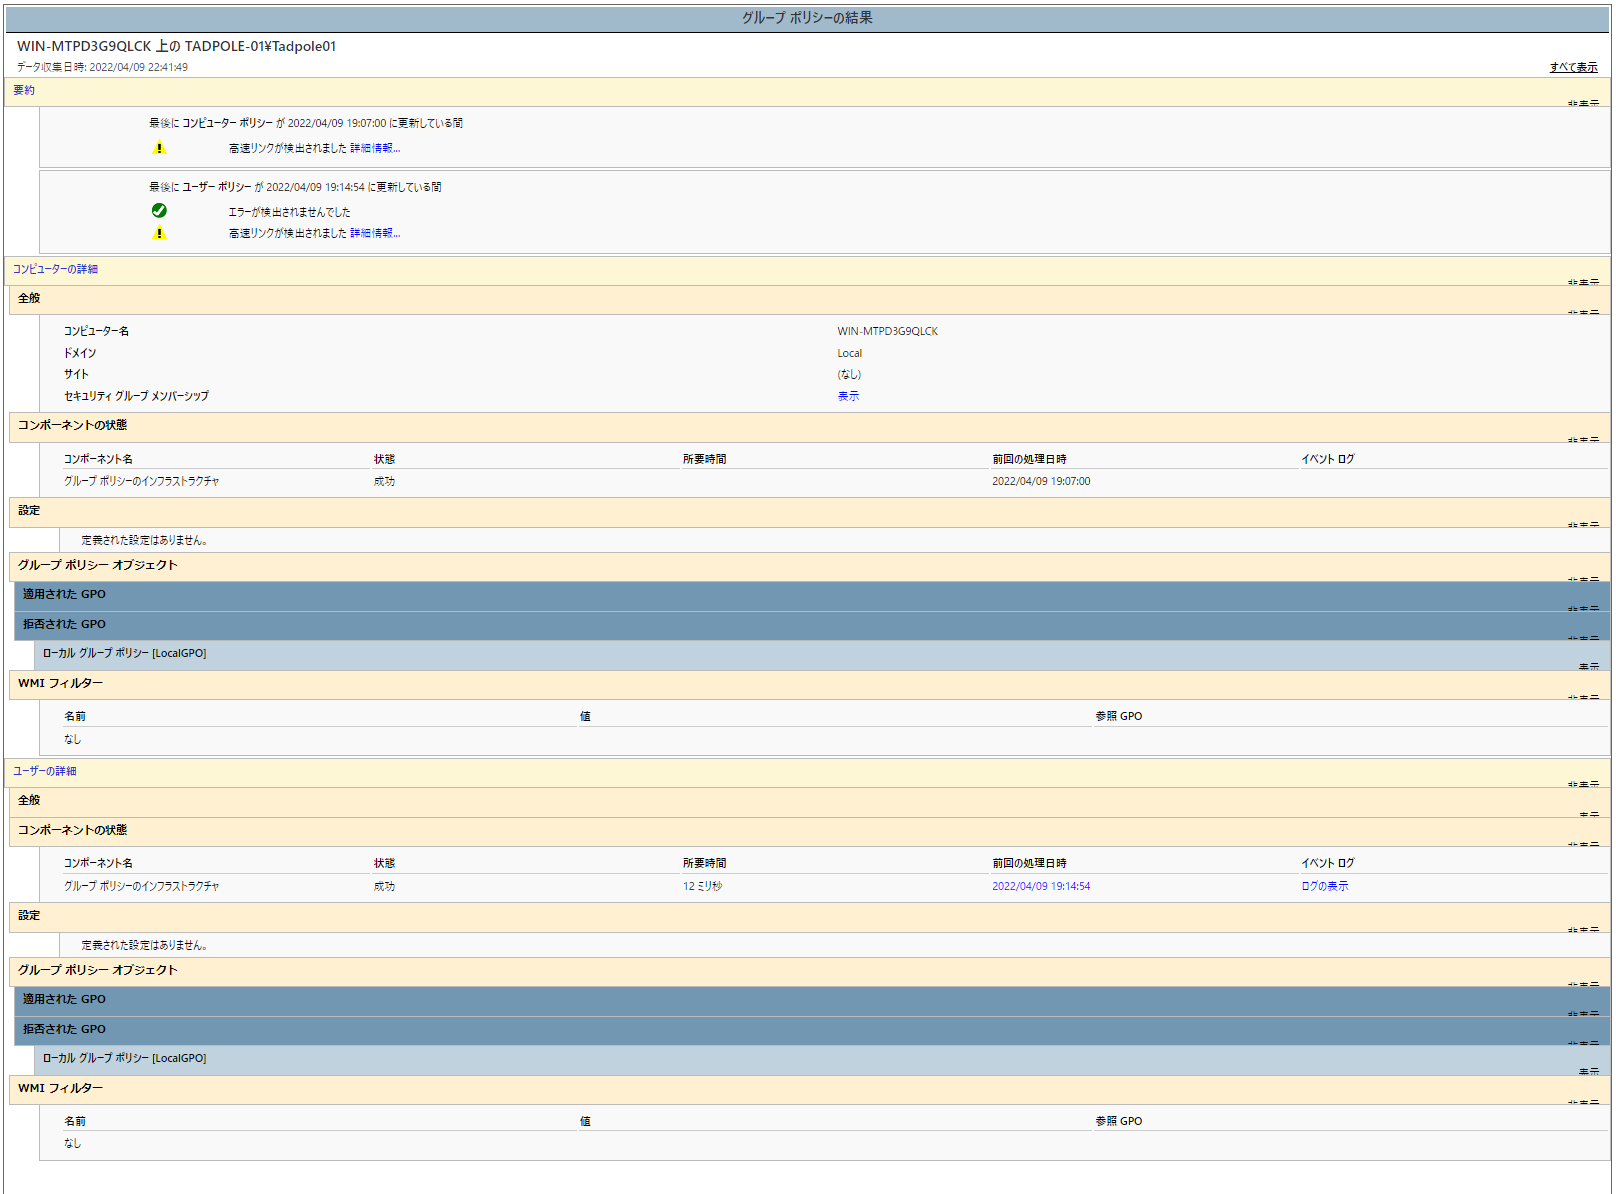 グループ ポリシーの結果
WIN-MTPD3G9QLCK 上の TADPOLE-01¥Tadpole01
データ収集日時: 2022/04/09 22:41:49 すべて表示
要約
非表示
最後に コンピューター ポリシー が 2022/04/09 19:07:00 に更新している間
高速リンクが検出されました 詳細情報...
最後に ユーザー ポリシー が 2022/04/09 19:14:54 に更新している間
エラーが検出されませんでした
高速リンクが検出されました 詳細情報...
コンピューターの詳細
非表示
全般
非表示
コンピューター名 WIN-MTPD3G9QLCK
ドメイン Local
サイト (なし)
セキュリティ グループ メンバーシップ 表示
コンポーネントの状態
非表示
コンポーネント名 状態 所要時間 前回の処理日時 イベント ログ
グループ ポリシーのインフラストラクチャ 成功 2022/04/09 19:07:00
設定
非表示
定義された設定はありません。
グループ ポリシー オブジェクト
非表示
適用された GPO
非表示
拒否された GPO
非表示
ローカル グループ ポリシー [LocalGPO]
表示
WMI フィルター
非表示
名前 値 参照 GPO
なし
ユーザーの詳細
非表示
全般
表示
コンポーネントの状態
非表示
コンポーネント名 状態 所要時間 前回の処理日時 イベント ログ
グループ ポリシーのインフラストラクチャ 成功 12 ミリ秒 2022/04/09 19:14:54 ログの表示
設定
非表示
定義された設定はありません。
グループ ポリシー オブジェクト
非表示
適用された GPO
非表示
拒否された GPO
非表示
ローカル グループ ポリシー [LocalGPO]
表示
WMI フィルター
非表示
名前 値 参照 GPO
なし